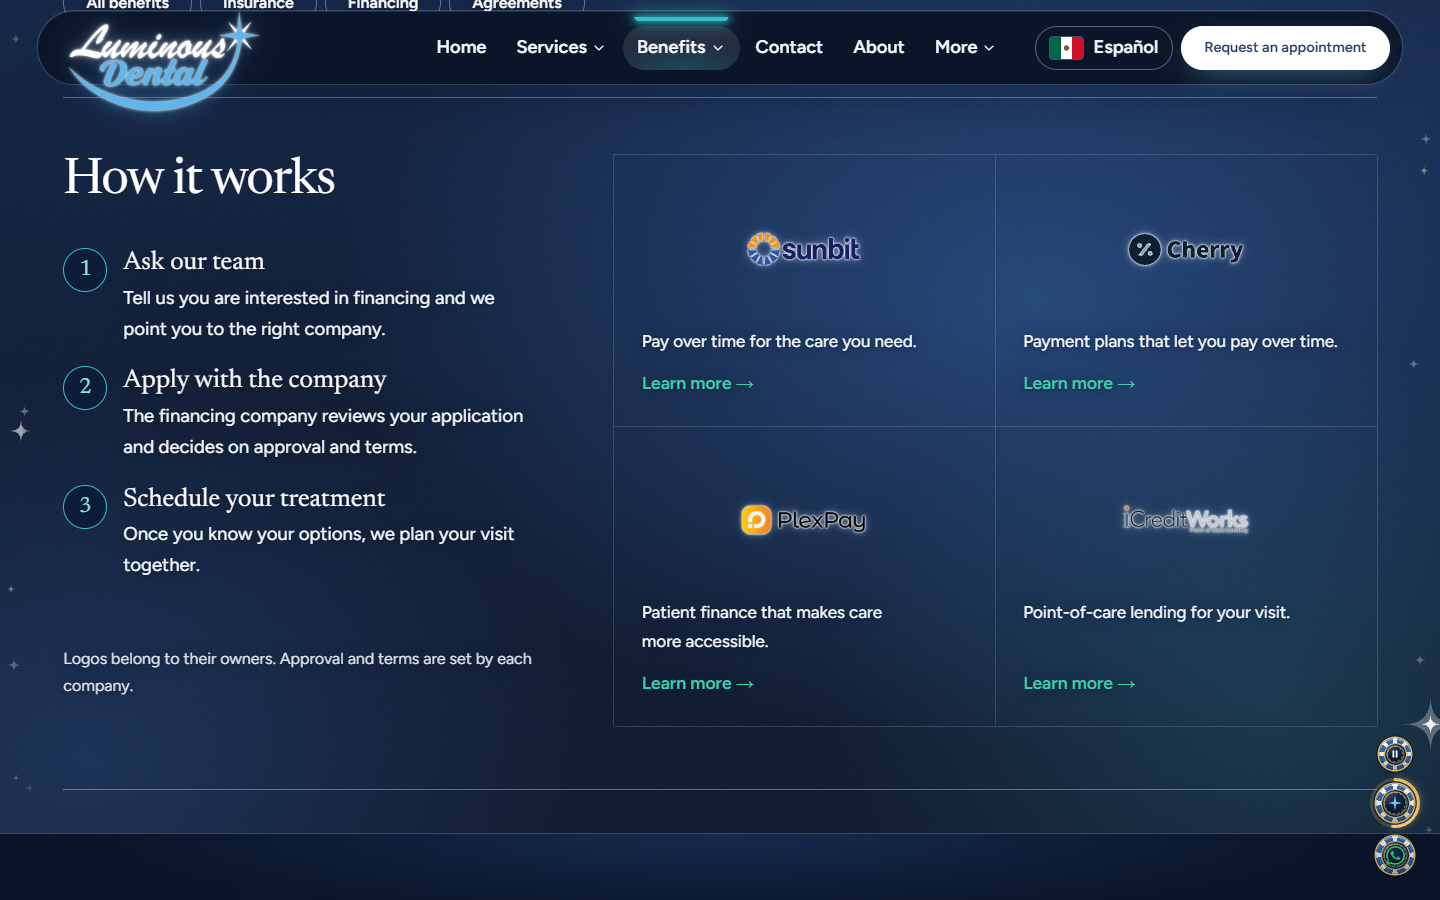 All benefits
Insurance
Financing
Agreements
Luminous
Dental
Home
Services
Benefits
Contact
About
More
Español
Request an appointment
How it works
1
Ask our team
Tell us you are interested in financing and we
point you to the right company.
2
Apply with the company
The financing company reviews your application
and decides on approval and terms.
3
Schedule your treatment
Once you know your options, we plan your visit
together.
Logos belong to their owners. Approval and terms are set by each
company.
sunbit
Pay over time for the care you need.
Learn more →
Cherry
Payment plans that let you pay over time.
Learn more →
PlexPay
Patient finance that makes care
more accessible.
Learn more →
iCreditWorks
Point-of-care lending for your visit.
Learn more →